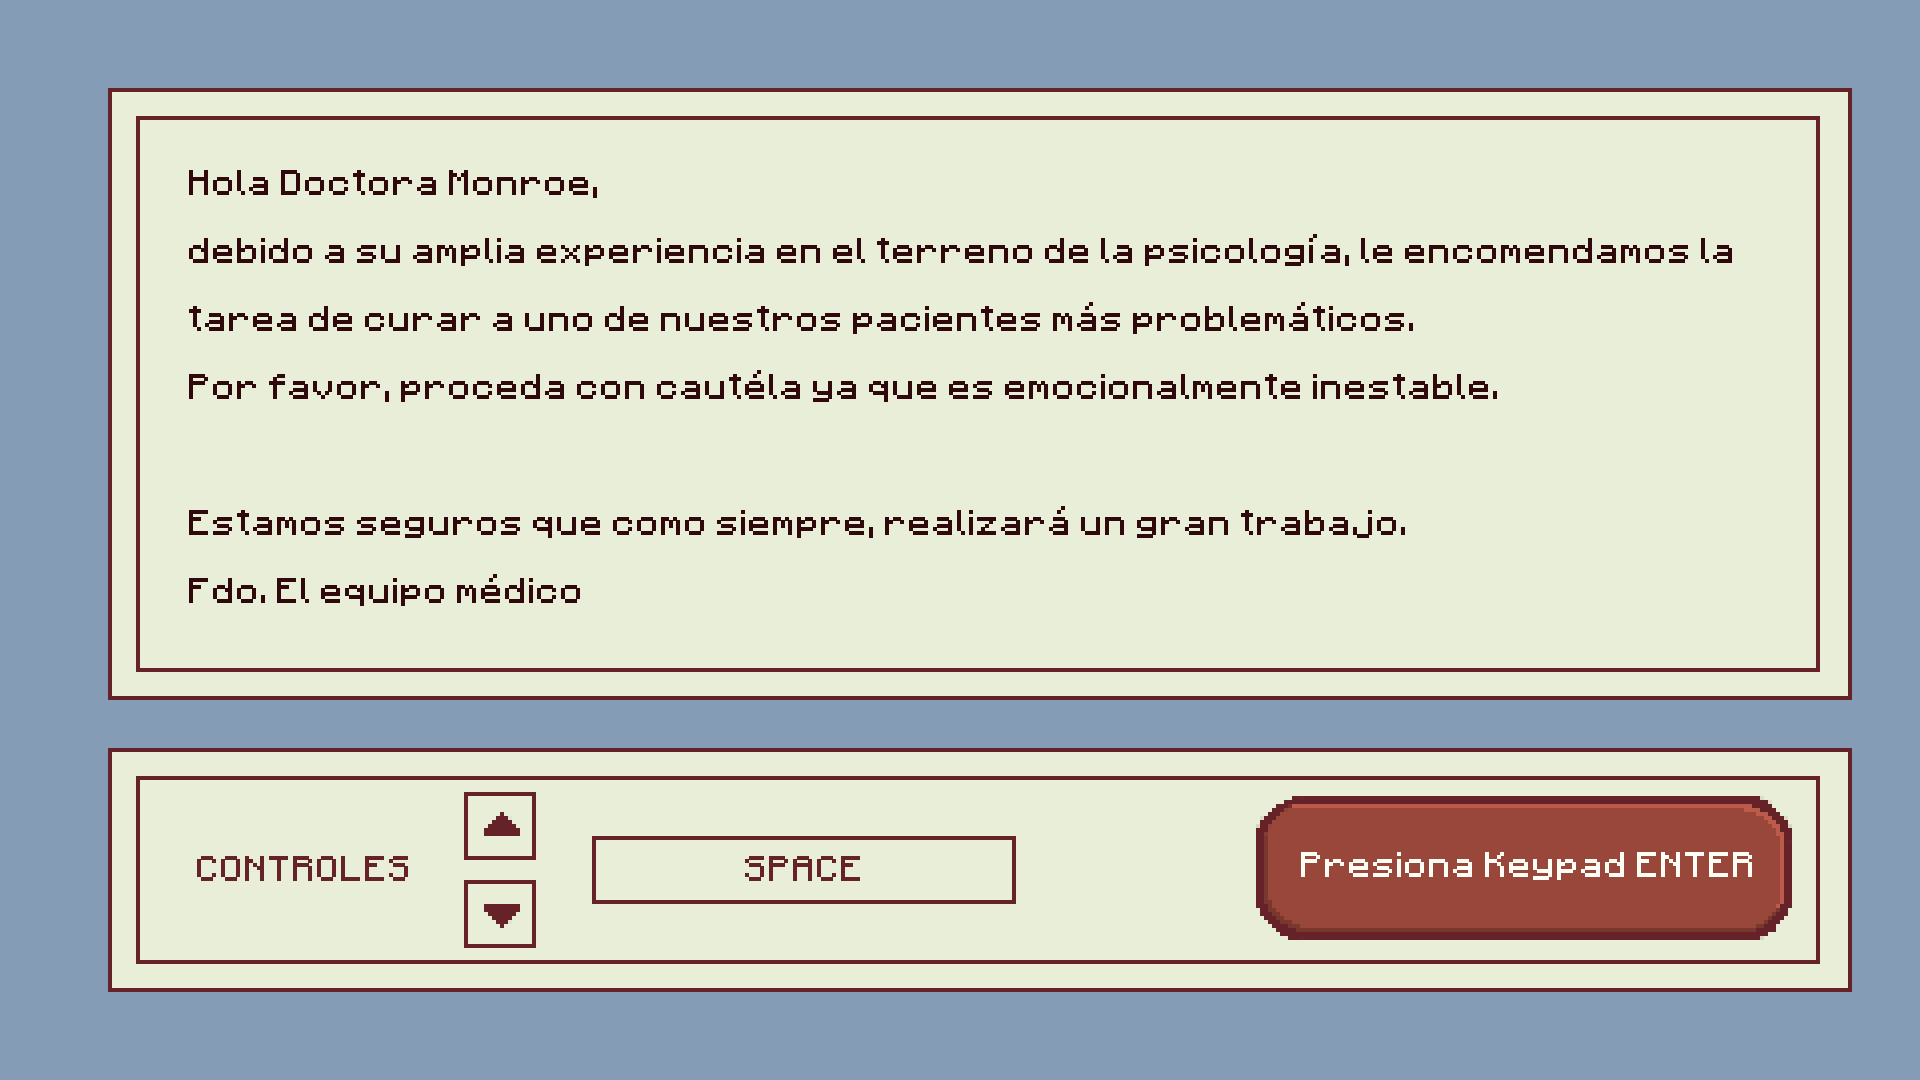 Hola Doctora Monroe,
debido a su amplia experiencia en el terreno de la psicología, le encomendamos la
tarea de curar a uno de nuestros pacientes más problemáticos.
Por favor, proceda con cautéla ya que es emocionalmente inestable.
Estamos seguros que como siempre, realizará un gran trabajo.
Fdo. El equipo médico
CONTROLES
SPACE
Presiona Keypad ENTER